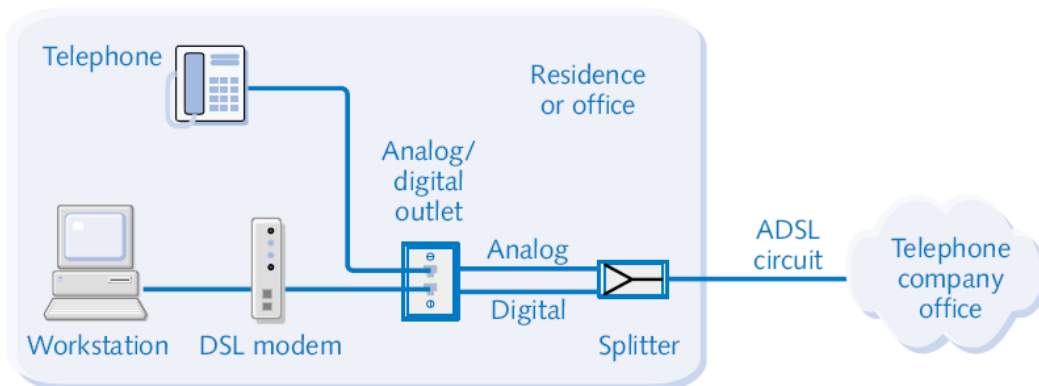 Telephone
Residence
or office
Analog/
digital
outlet
Analog
ADSL
circuit
Telephone
company
office
Digital
Workstation
DSL modem
Splitter